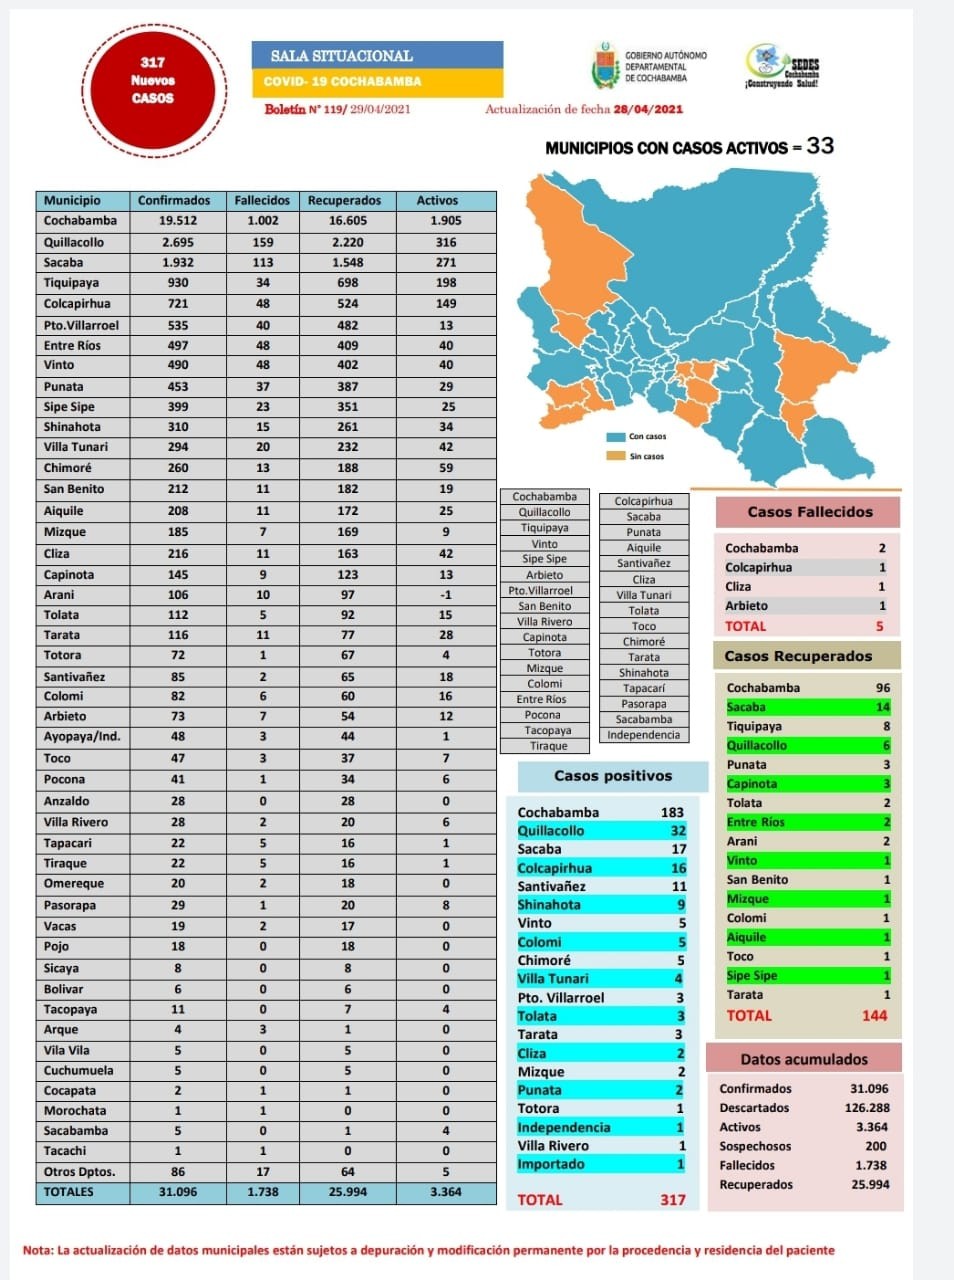 317
Nuevos
CASOS
SALA SITUACIONAL
COVID- 19 COCHABAMBA
Boletín N° 119/ 29/04/2021
Actualización de fecha 28/04/2021
GOBIERNO AUTÓNOMO
DEPARTAMENTAL
DE COCHABAMBA
SEDES
Cochabamba
¡Construyendo Salud!
MUNICIPIOS CON CASOS ACTIVOS = 33
Municipio Confirmados Fallecidos Recuperados Activos
Cochabamba 19.512 1.002 16.605 1.905
Quillacollo 2.695 159 2.220 316
Sacaba 1.932 113 1.548 271
Tiquipaya 930 34 698 198
Colcapirhua 721 48 524 149
Pto.Villarroel 535 40 482 13
Entre Ríos 497 48 409 40
Vinto 490 48 402 40
Punata 453 37 387 29
Sipe Sipe 399 23 351 25
Shinahota 310 15 261 34
Villa Tunari 294 20 232 42
Chimoré 260 13 188 59
San Benito 212 11 182 19
Aiquile 208 11 172 25
Mizque 185 7 169 9
Cliza 216 11 163 42
Capinota 145 9 123 13
Arani 106 10 97 -1
Tolata 112 5 92 15
Tarata 116 11 77 28
Totora 72 1 67 4
Santivañez 85 2 65 18
Colomi 82 6 60 16
Arbieto 73 7 54 12
Ayopaya/Ind. 48 3 44 1
Toco 47 3 37 7
Pocona 41 1 34 6
Anzaldo 28 0 28 0
Villa Rivero 28 2 20 6
Tapacari 22 5 16 1
Tiraque 22 5 16 1
Omereque 20 2 18 0
Pasorapa 29 1 20 8
Vacas 19 2 17 0
Pojo 18 0 18 0
Sicaya 8 0 8 0
Bolivar 6 0 6 0
Tacopaya 11 0 7 4
Arque 4 3 1 0
Vila Vila 5 0 5 0
Cuchumuela 5 0 5 0
Cocapata 2 1 1 0
Morochata 1 1 0 0
Sacabamba 5 0 1 4
Tacachi 1 1 0 0
Otros Dptos. 86 17 64 5
TOTALES 31.096 1.738 25.994 3.364
Con casos
Sin casos
Cochabamba
Quillacollo
Tiquipaya
Vinto
Sipe Sipe
Arbieto
Pto.Villarroel
San Benito
Villa Rivero
Capinota
Totora
Mizque
Colomi
Entre Ríos
Pocona
Tacopaya
Tiraque
Colcapirhua
Sacaba
Punata
Aiquile
Santivañez
Cliza
Villa Tunari
Tolata
Toco
Chimoré
Tarata
Shinahota
Tapacarí
Pasorapa
Sacabamba
Independencia
Casos positivos
Cochabamba 183
Quillacollo 32
Sacaba 17
Colcapirhua 16
Santivañez 11
Shinahota 9
Vinto 5
Colomi 5
Chimoré 5
Villa Tunari 4
Pto. Villarroel 3
Tolata 3
Tarata 3
Cliza 2
Mizque 2
Punata 2
Totora 1
Independencia 1
Villa Rivero 1
Importado 1
TOTAL 317
Casos Fallecidos
Cochabamba 2
Colcapirhua 1
Cliza 1
Arbieto 1
TOTAL 5
Casos Recuperados
Cochabamba 96
Sacaba 14
Tiquipaya 8
Quillacollo 6
Punata 3
Capinota 3
Tolata 2
Entre Ríos 2
Arani 2
Vinto 1
San Benito 1
Mizque 1
Colomi 1
Aiquile 1
Toco 1
Sipe Sipe 1
Tarata 1
TOTAL 144
Datos acumulados
Confirmados 31.096
Descartados 126.288
Activos 3.364
Sospechosos 200
Fallecidos 1.738
Recuperados 25.994
Nota: La actualización de datos municipales están sujetos a depuración y modificación permanente por la procedencia y residencia del paciente